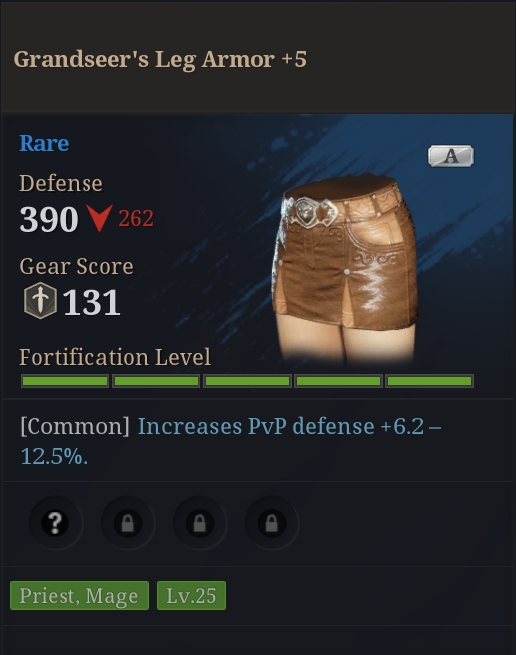 Grandseer's Leg Armor +5
Rare
A
Defense
390 262
Gear Score
131
Fortification Level
[Common] Increases PvP defense +6.2 –
12.5%.
?
Priest, Mage Lv.25